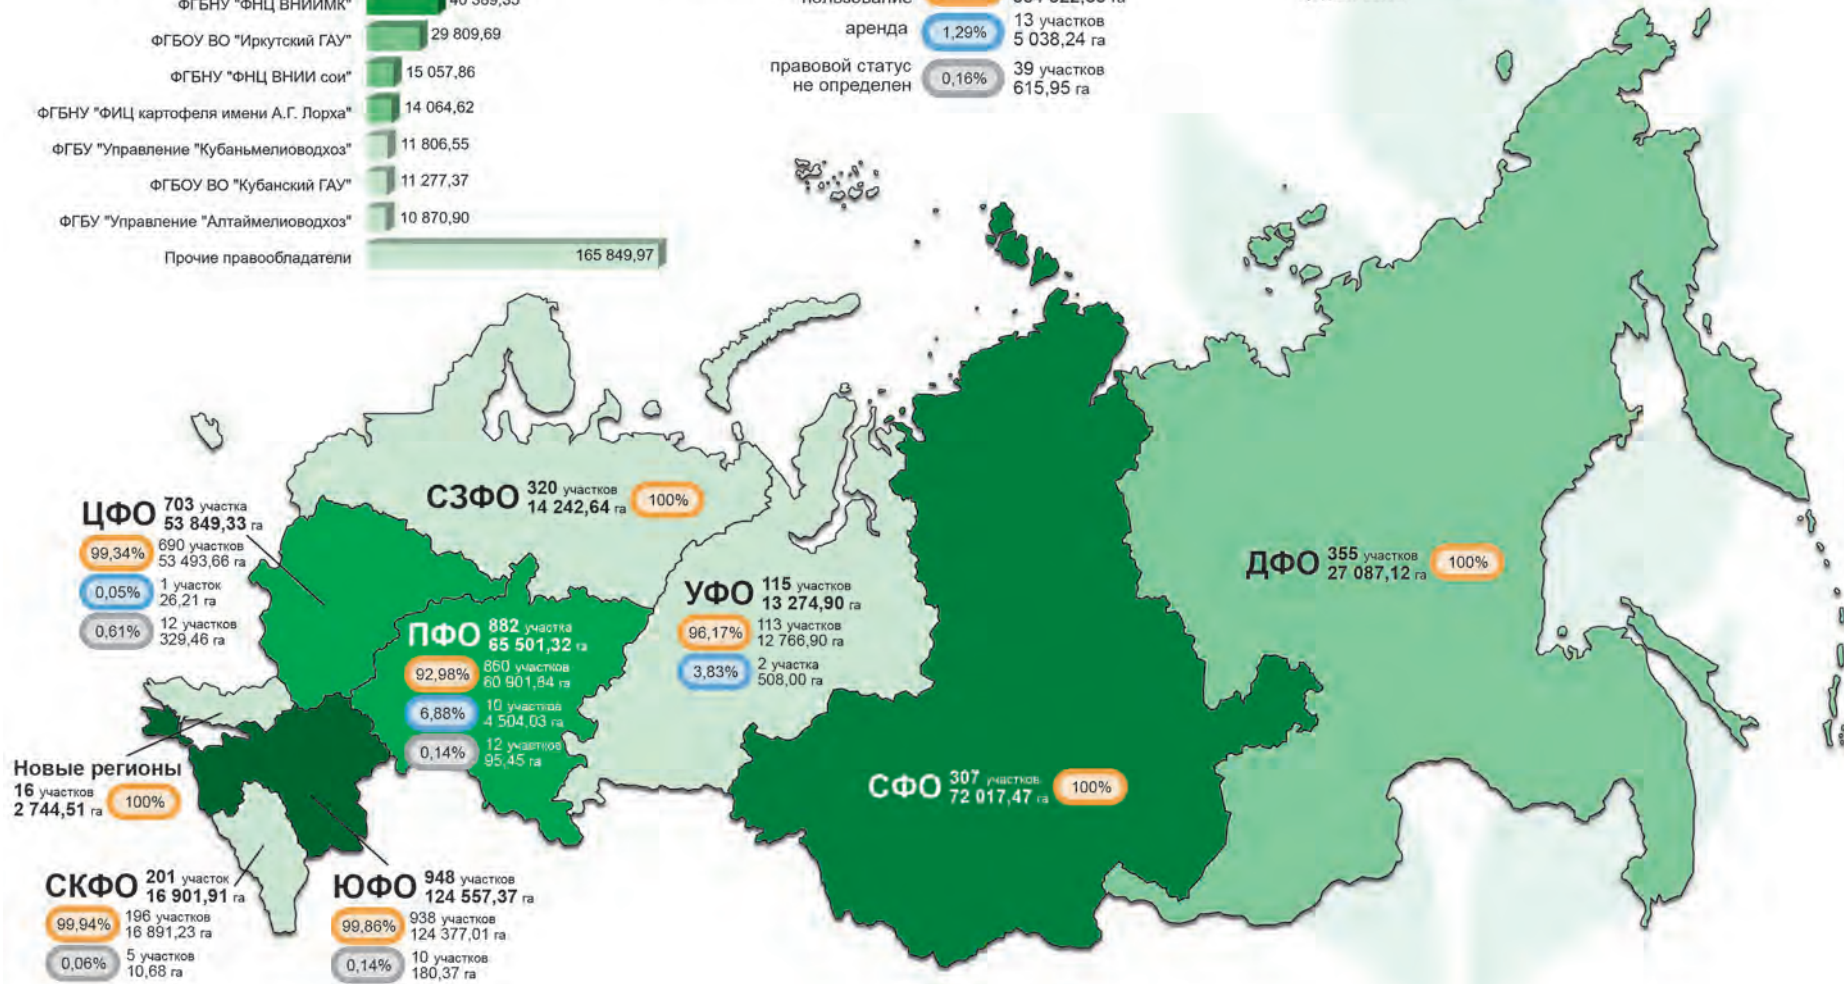 ФГБНУ "ФНЦ ВНИИМК"
ФГБОУ ВО "Иркутский ГАУ"
29 809,69
ФГБНУ "ФНЦ ВНИИ сои"
15 057,86
ФГБНУ "ФИЦ картофеля имени А.Г. Лорха"
14 064,62
ФГБУ "Управление "Кубаньмелиоводхоз"
11 806,55
ФГБОУ ВО "Кубанский ГАУ"
11 277,37
ФГБУ "Управление "Алтаймелиоводхоз"
10 870,90
Прочие правообладатели
165 849,97
пользование
аренда
1,29%
13 участков
5 038,24 га
правовой статус
не определен
0,16%
39 участков
615,95 га
СЗФО
320 участков
14 242,64 га
100%
ЦФО
703 участка
53 849,33 га
99,34%
690 участков
53 493,66 га
0,05%
1 участок
26,21 га
0,61%
12 участков
329,46 га
ПФО
882 участка
65 501,32 га
92,98%
860 участков
60 901,84 га
6,88%
10 участков
4 504,03 га
0,14%
12 участков
95,45 га
УФО
115 участков
13 274,90 га
96,17%
113 участков
12 766,90 га
3,83%
2 участка
508,00 га
ДФО
355 участков
27 087,12 га
100%
СФО
307 участков
72 017,47 га
100%
Новые регионы
16 участков
2 744,51 га
100%
СКФО
201 участок
16 901,91 га
99,94%
196 участков
16 891,23 га
0,06%
5 участков
10,68 га
ЮФО
948 участков
124 557,37 га
99,86%
938 участков
124 377,01 га
0,14%
10 участков
180,37 га